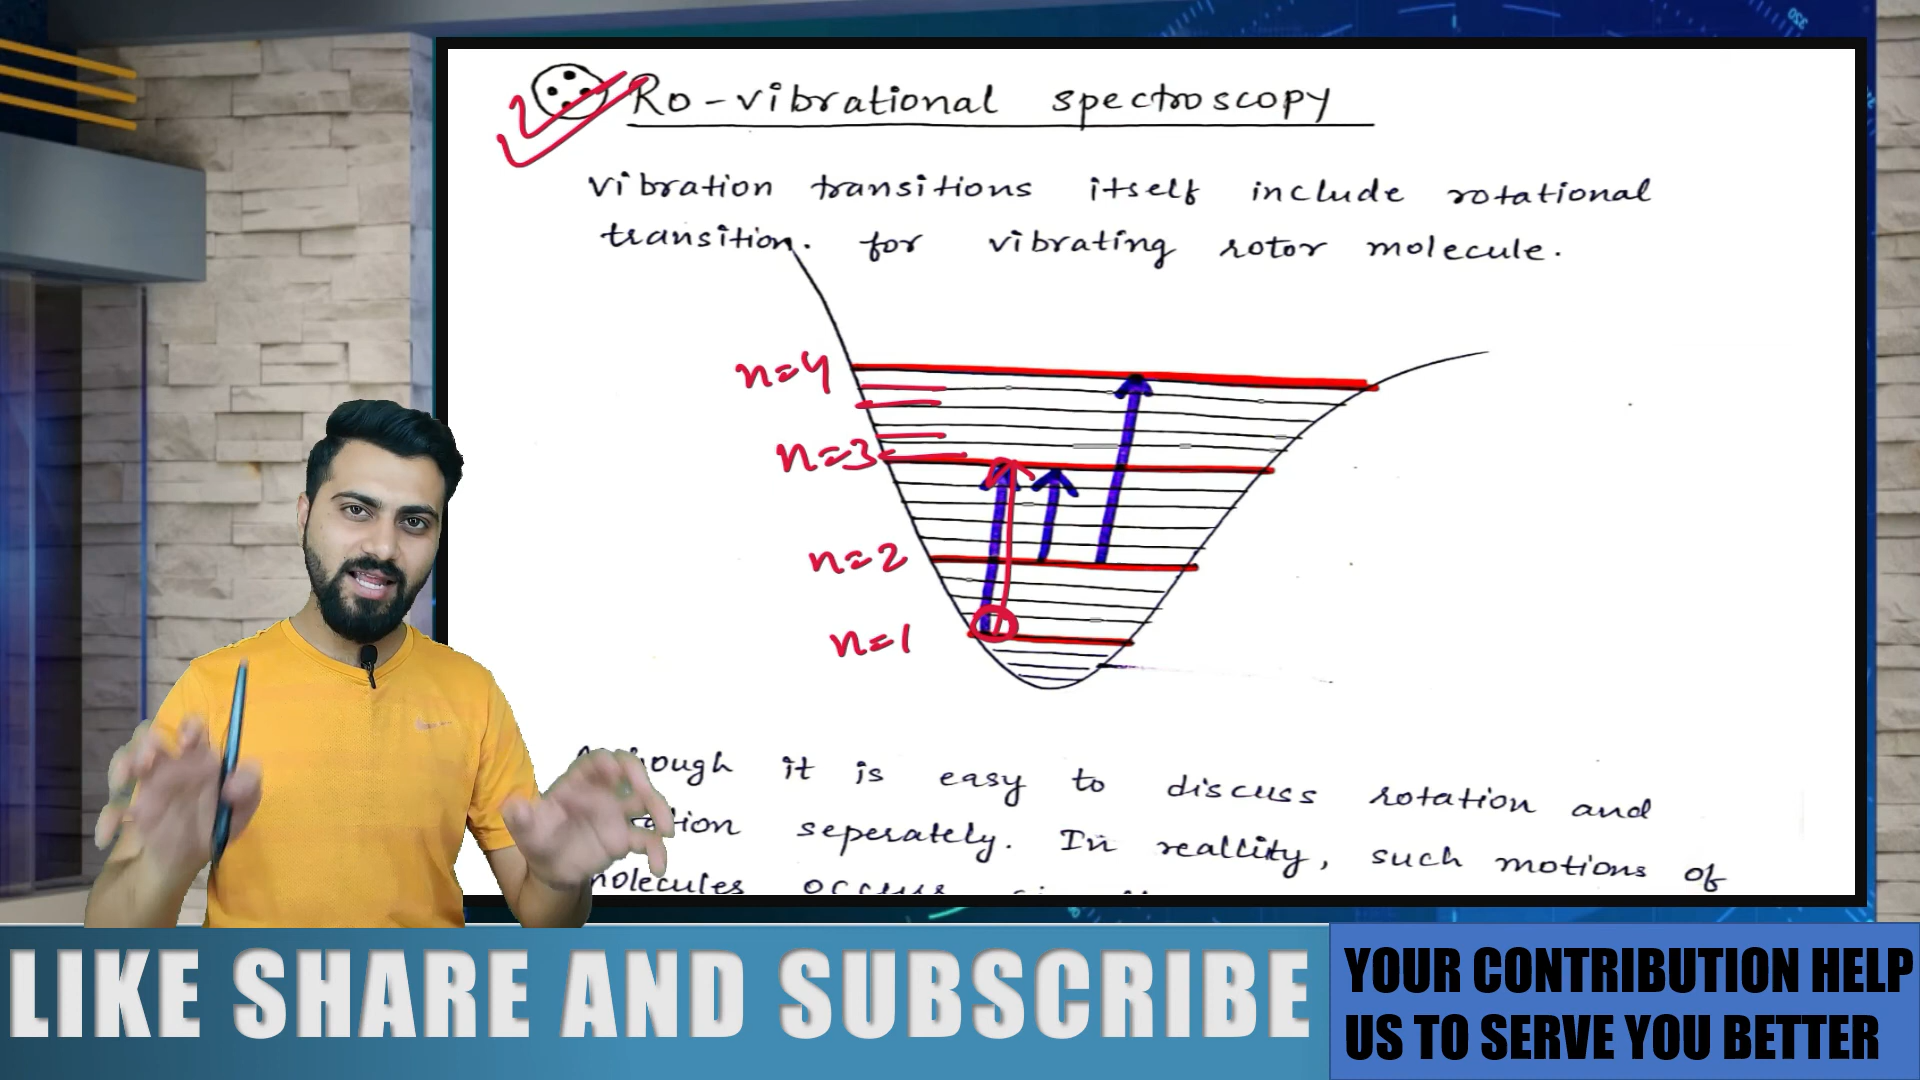 Ro-vibrational spectroscopy
vibration transitions itself include rotational
transition. for vibrating rotor molecule.
n=4
n=3
n=2
n=1
it is easy to discuss rotation and
seperately. In reallity, such motions of
molecules
LIKE SHARE AND SUBSCRIBE
YOUR CONTRIBUTION HELP
US TO SERVE YOU BETTER